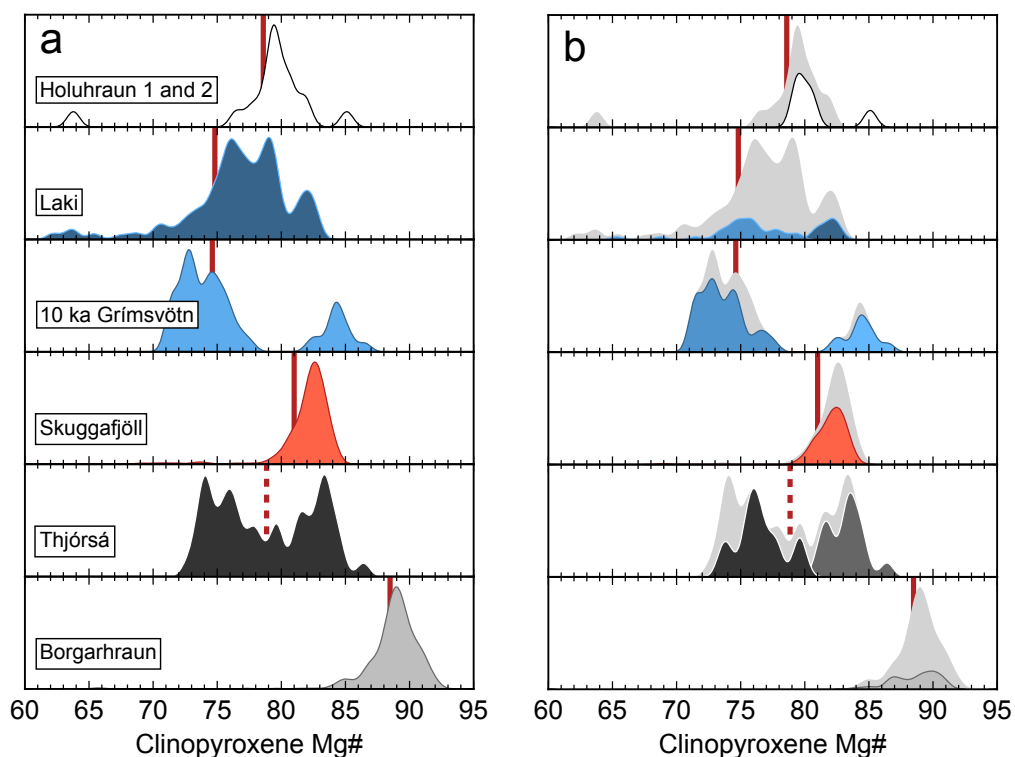 a
b
Holuhraun 1 and 2
Laki
10 ka Grímsvötn
Skuggafjöll
Thjórsá
Borgarhraun
60 65 70 75 80 85 90 95
60 65 70 75 80 85 90 95
Clinopyroxene Mg#
Clinopyroxene Mg#